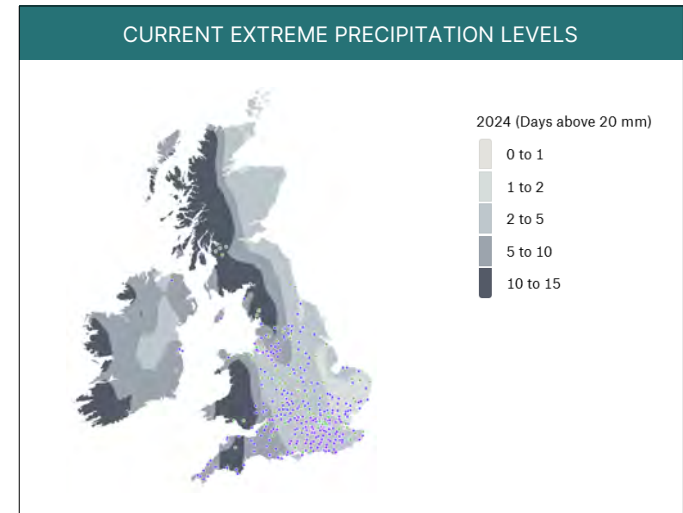 CURRENT EXTREME PRECIPITATION LEVELS
2024 (Days above 20 mm)
0 to 1
1 to 2
2 to 5
5 to 10
10 to 15